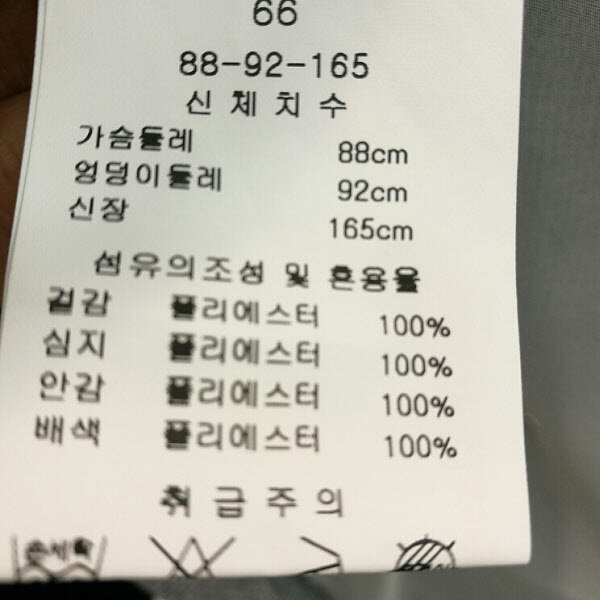 66
88-92-165
신체치수
가슴둘레 88cm
엉덩이둘레 92cm
신장 165cm
섬유의조성 및 혼용율
겉감 폴리에스터 100%
심지 폴리에스터 100%
안감 폴리에스터 100%
배색 폴리에스터 100%
취급주의
손세탁